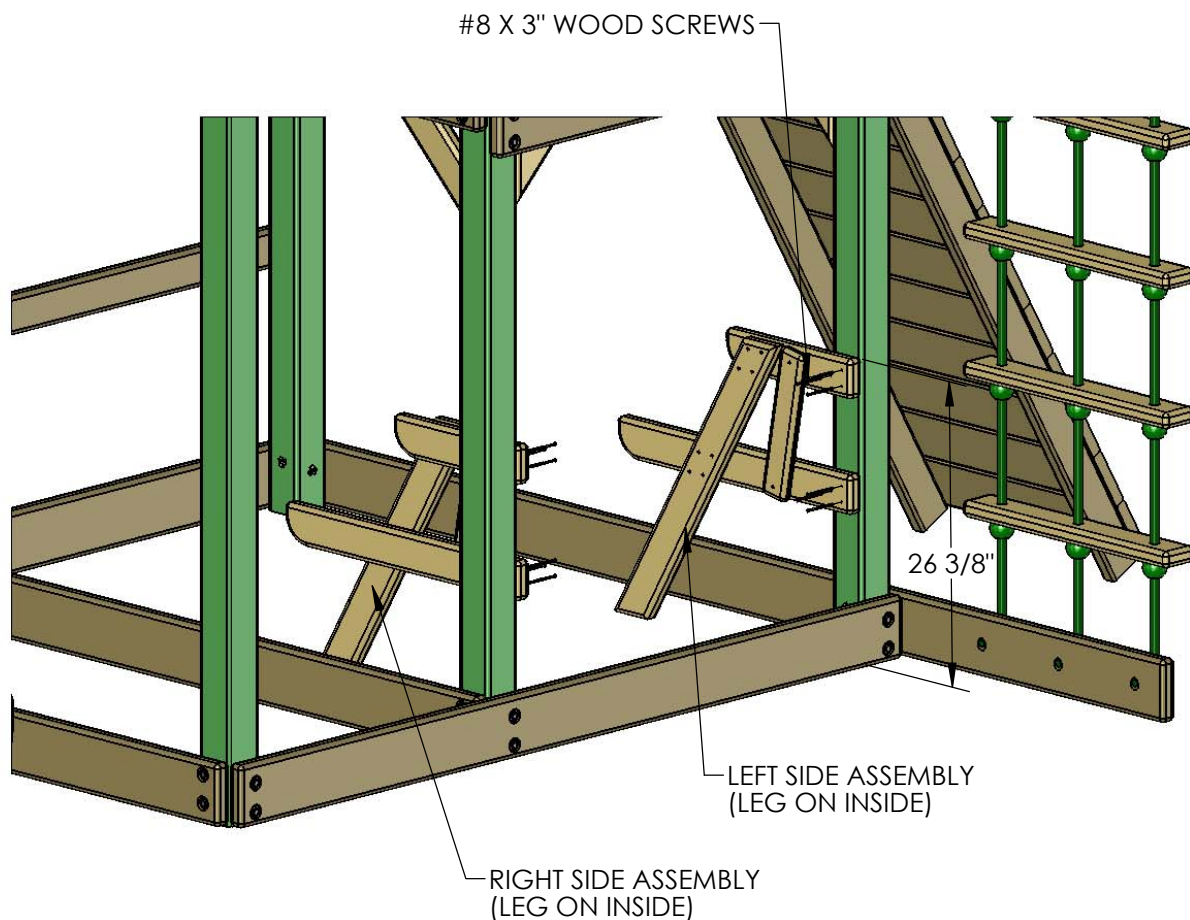 #8 X 3" WOOD SCREWS
26 3/8"
LEFT SIDE ASSEMBLY
(LEG ON INSIDE)
RIGHT SIDE ASSEMBLY
(LEG ON INSIDE)